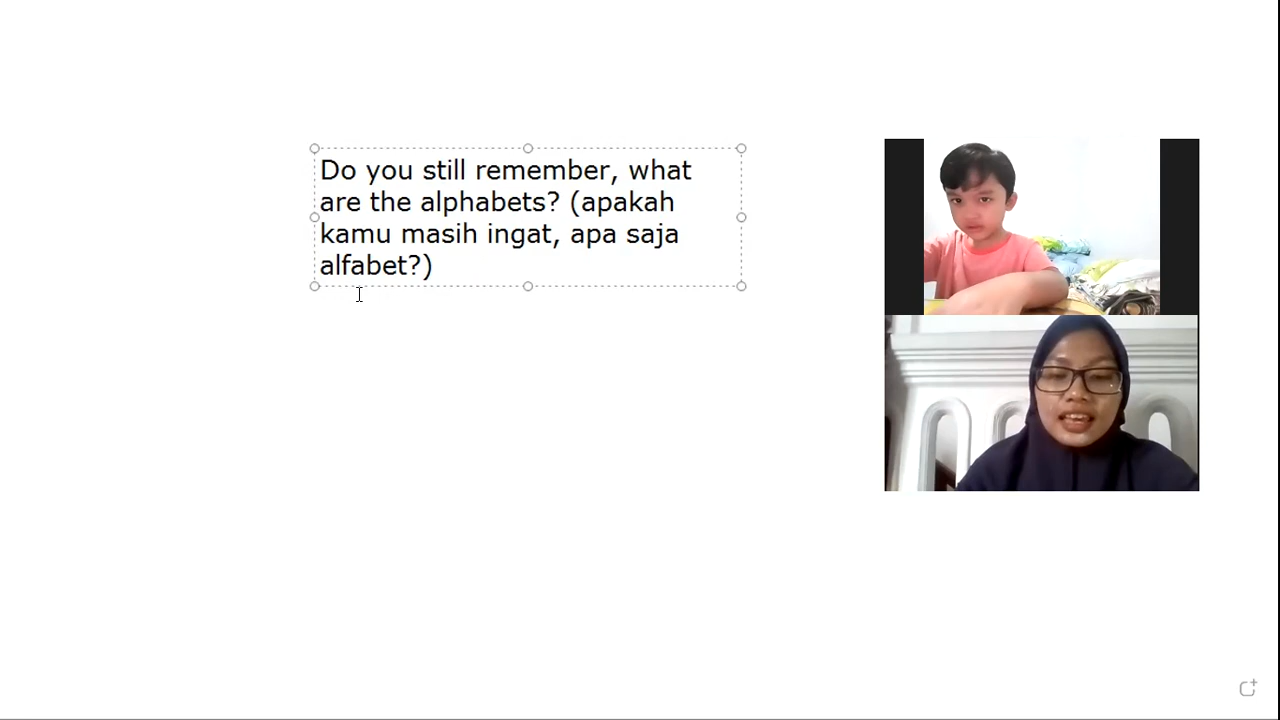 Do you still remember, what
are the alphabets? (apakah
kamu masih ingat, apa saja
alfabet?)